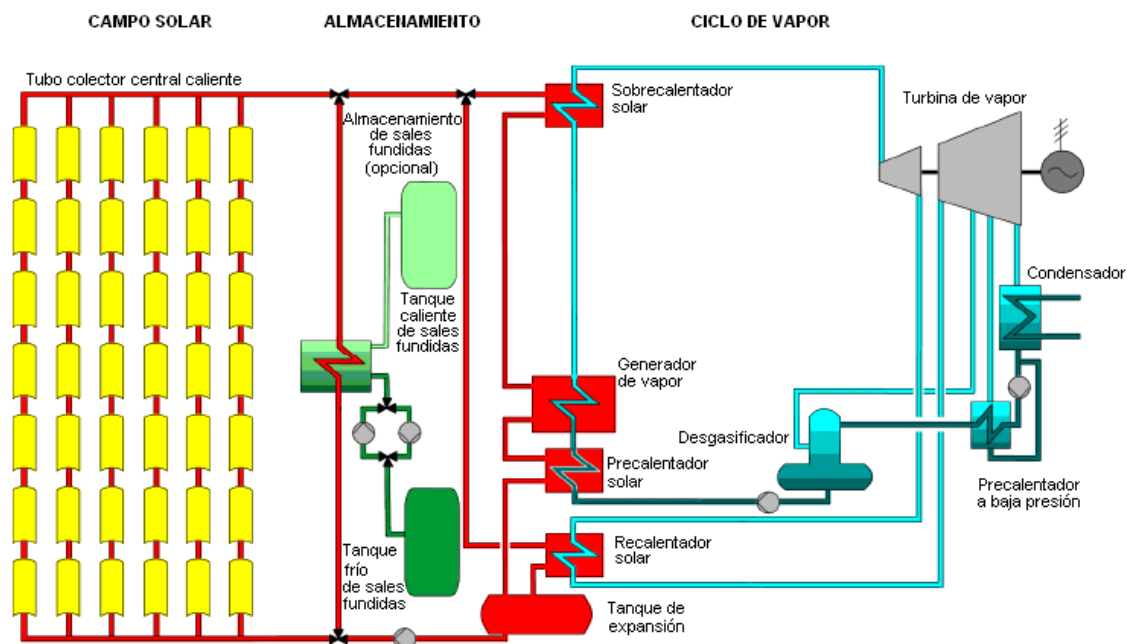 CAMPO SOLAR
ALMACENAMIENTO
CICLO DE VAPOR
Tubo colector central caliente
Almacenamiento
de sales
fundidas
(opcional)
Sobrecalentador
solar
Turbina de vapor
Condensador
Tanque
caliente
de sales
fundidas
Generador
de vapor
Desgasificador
Precalentador
solar
Precalentador
a baja presión
Recalentador
solar
Tanque
frío
de sales
fundidas
Tanque de
expansión